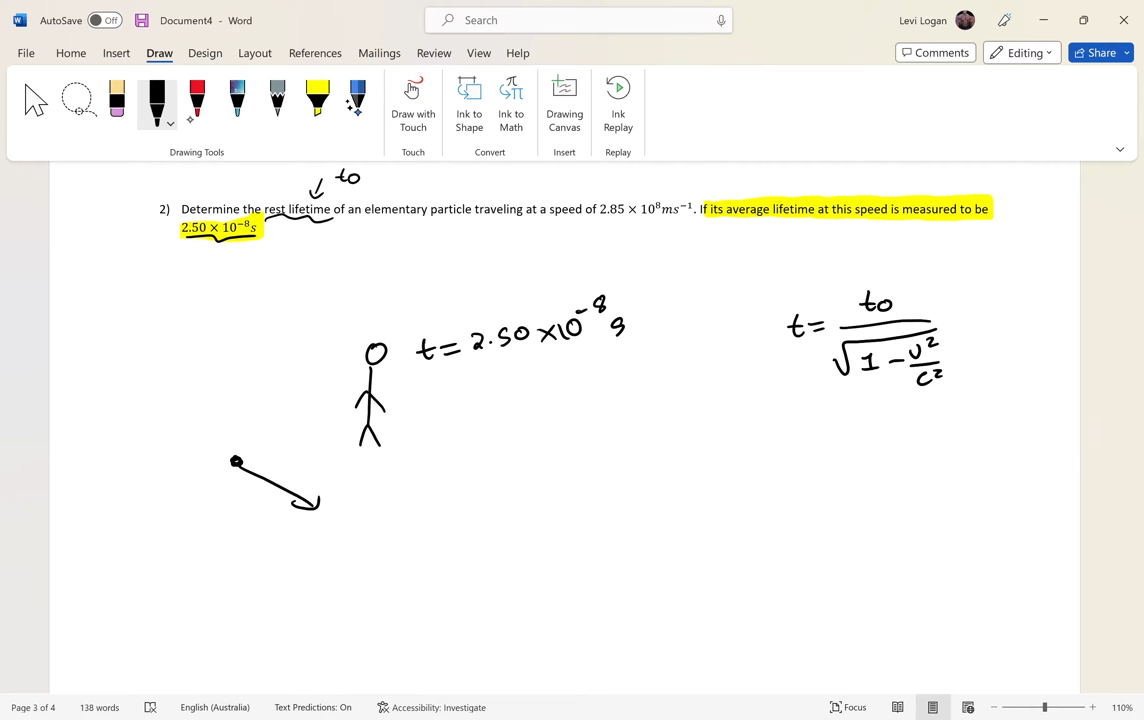 AutoSave Off Document4 - Word Search Levi Logan
File Home Insert Draw Design Layout References Mailings Review View Help Comments Editing Share
Draw with Touch Ink to Shape Ink to Math Drawing Canvas Ink Replay
Drawing Tools Touch Convert Insert Replay
to
2) Determine the rest lifetime of an elementary particle traveling at a speed of 2.85 × 10⁸ms⁻¹. If its average lifetime at this speed is measured to be
2.50 × 10⁻⁸s
t = 2.50 × 10⁻⁸ s
t = to / √ 1 - v²/c²
Page 3 of 4 138 words English (Australia) Text Predictions: On Accessibility: Investigate Focus 110%